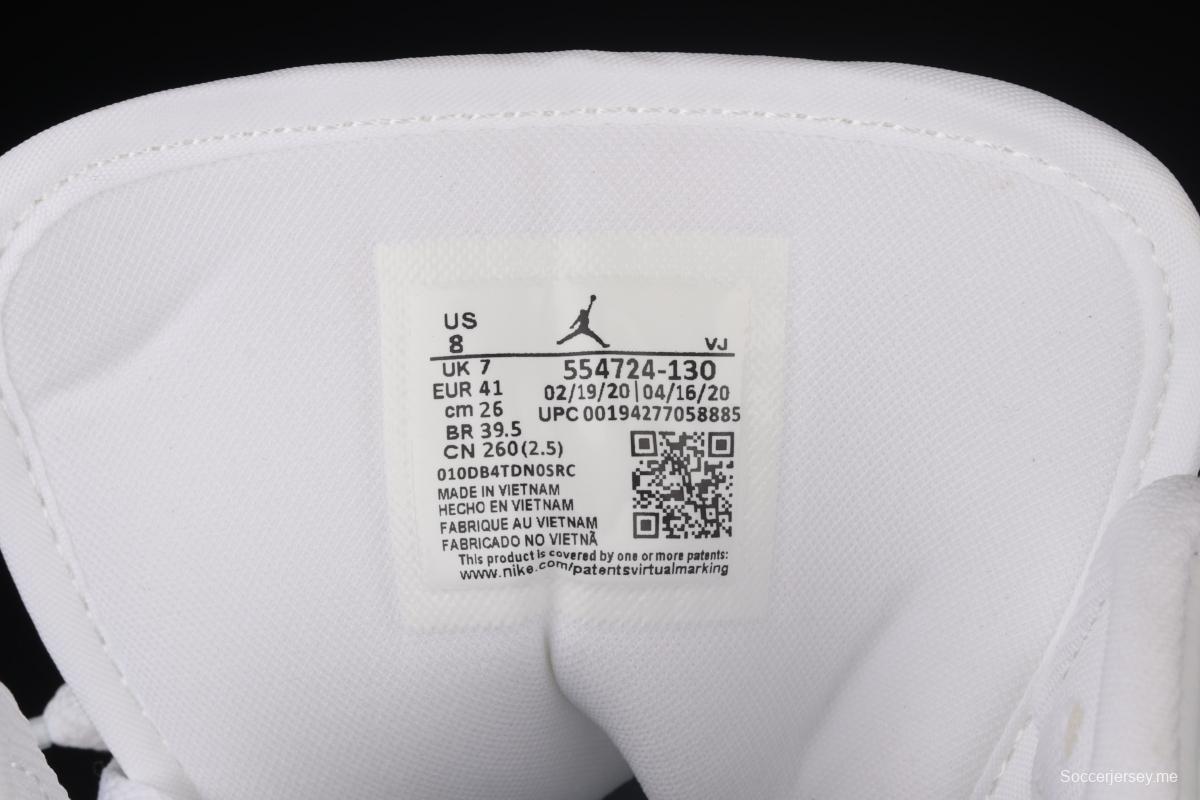 US
8
VJ
UK 7
EUR 41
cm 26
BR 39.5
CN 260(2.5)
554724-130
02/19/20|04/16/20
UPC 00194277058885
010DB4TDN0SRC
MADE IN VIETNAM
HECHO EN VIETNAM
FABRIQUE AU VIETNAM
FABRICADO NO VIETNÃ
This product is covered by one or more patents:
www.nike.com/patentsvirtualmarking
Soccerjersey.me